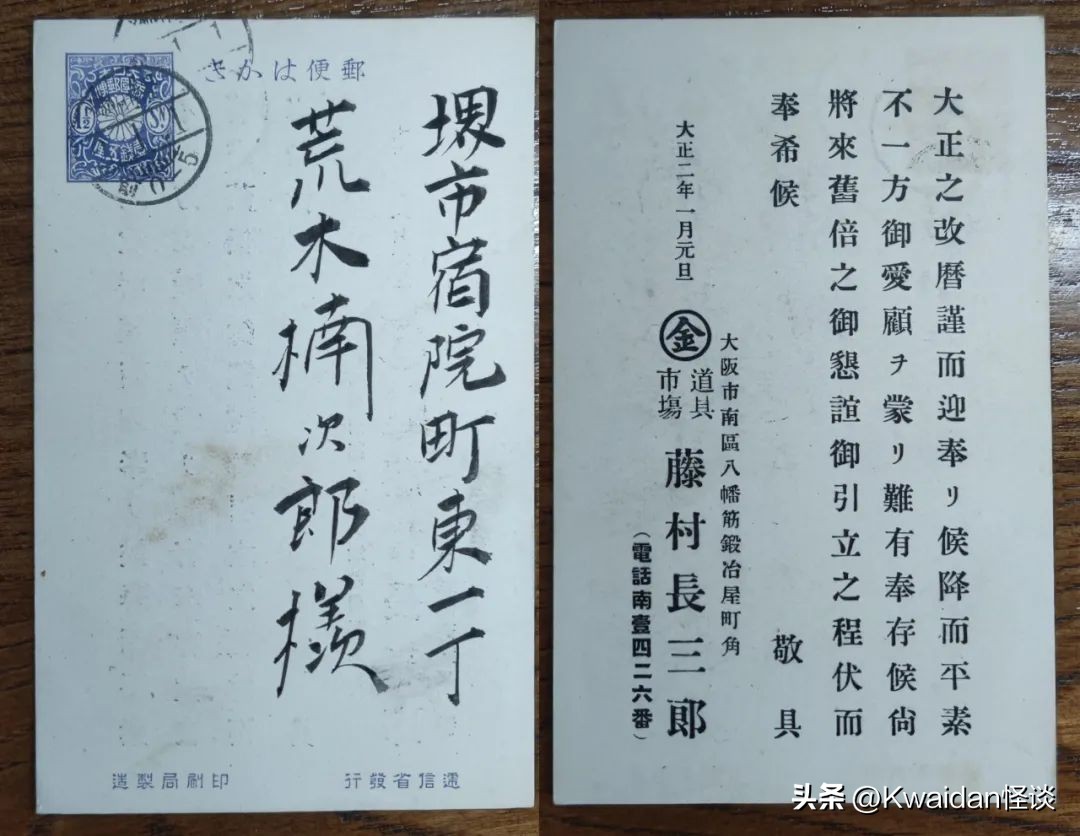 郵便はがき
堺市宿院町東一丁
荒木楠次郎様
遞信省發行
印刷局製造
大正之改暦謹而迎奉リ候降而平素
不一方御愛顧ヲ蒙リ難有奉存候尙
將來舊倍之御懇誼御引立之程伏而
奉希候 敬具
大正二年一月元旦
大阪市南區八幡筋鍛冶屋町角
金 道具市場 藤村長三郎
(電話南壹四二六番)
头条 @Kwaidan怪谈